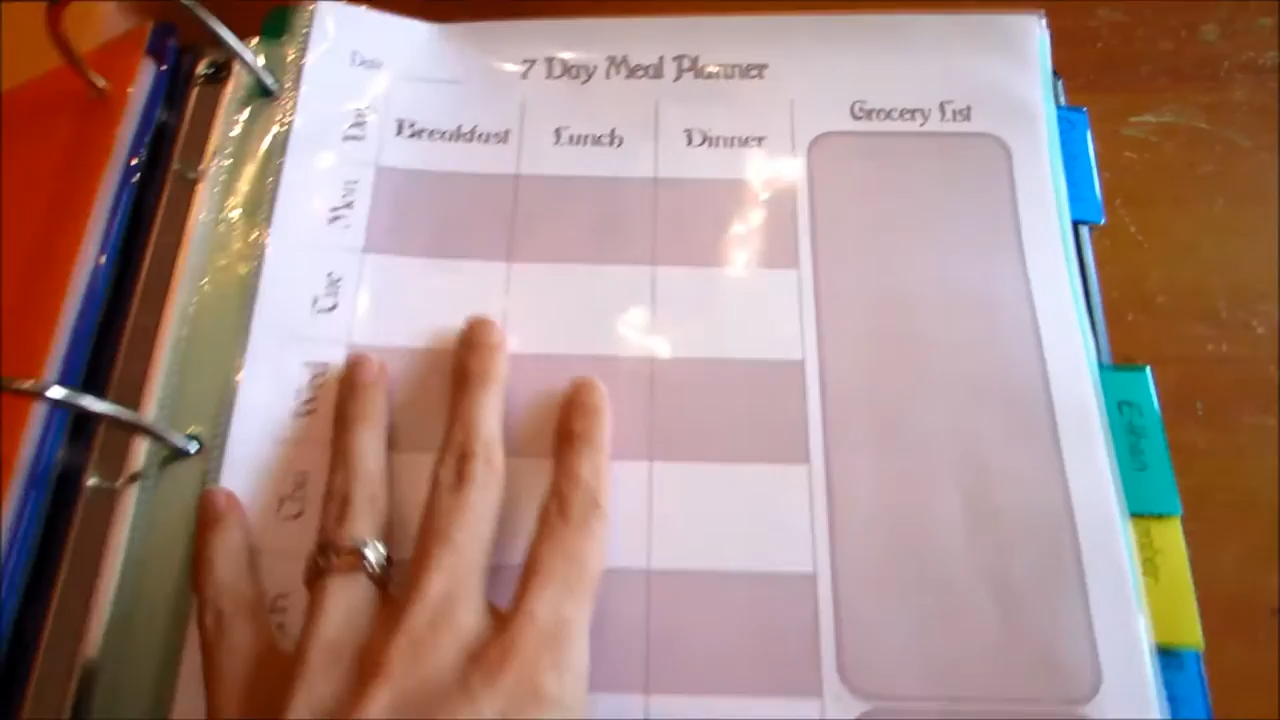 Date
7 Day Meal Planner
Day
Breakfast
Lunch
Dinner
Grocery List
Mon
Tue
Wed
Thu
Ethan